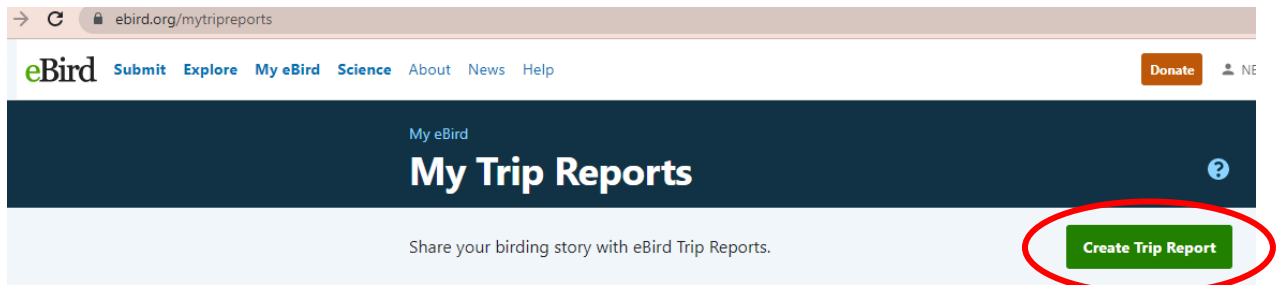 ebird.org/mytripreports
eBird Submit Explore My eBird Science About News Help Donate NE
My eBird
My Trip Reports
?
Share your birding story with eBird Trip Reports. Create Trip Report